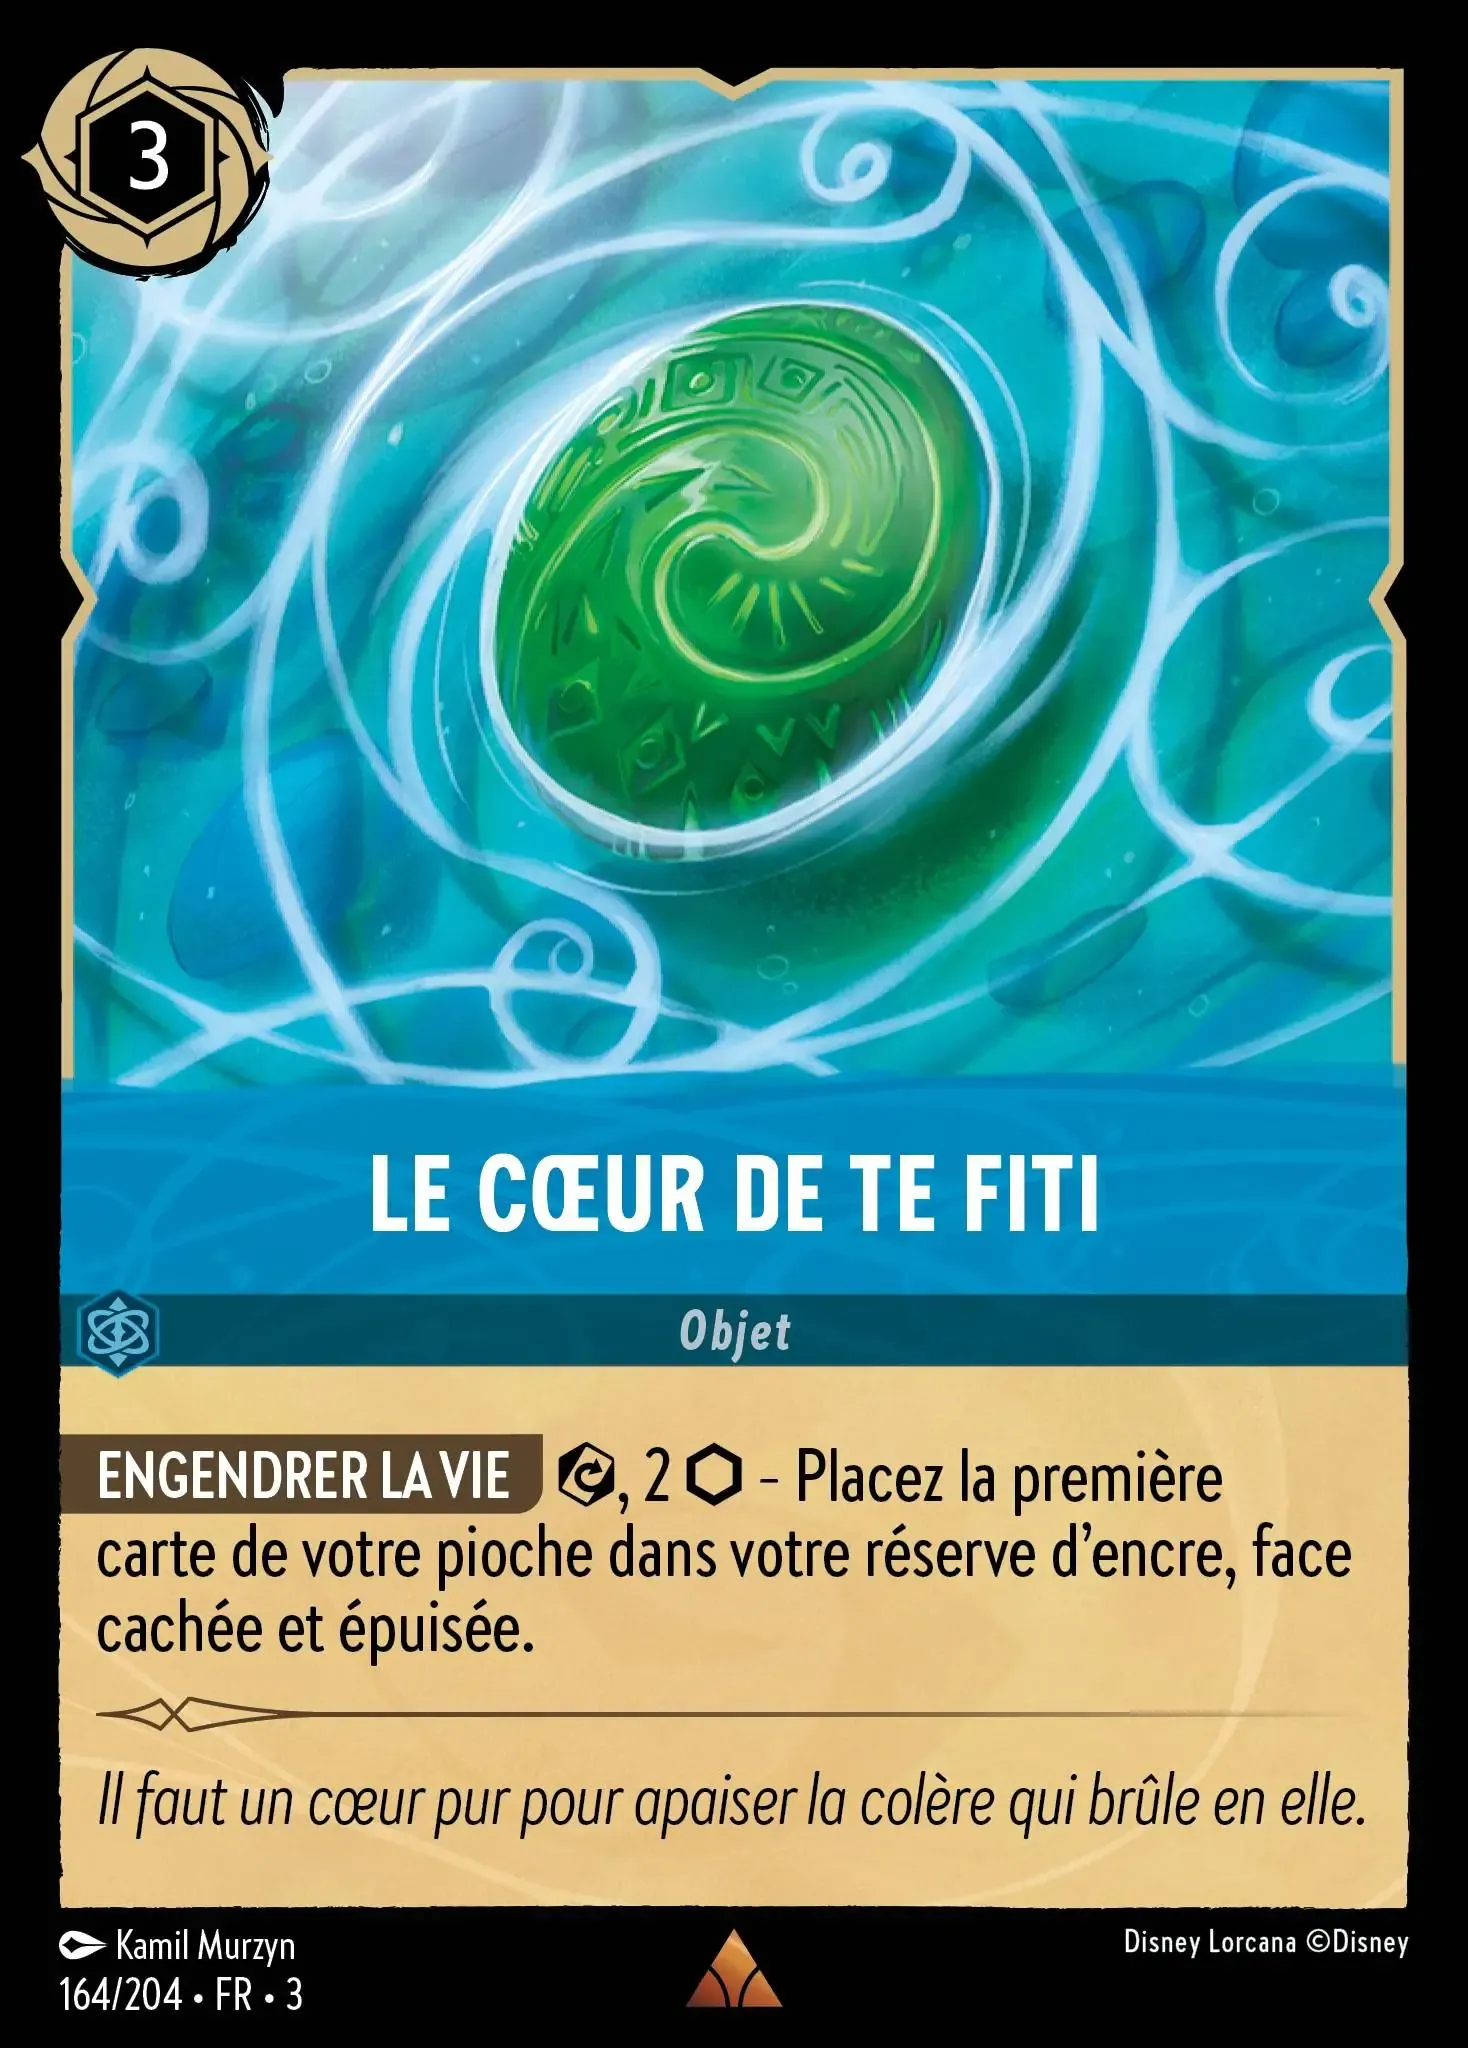 3
LE CŒUR DE TE FITI
Objet
ENGENDRER LA VIE , 2 – Placez la première
carte de votre pioche dans votre réserve d’encre, face
cachée et épuisée.
Il faut un cœur pur pour apaiser la colère qui brûle en elle.
Kamil Murzyn
164/204 • FR • 3
Disney Lorcana ©Disney